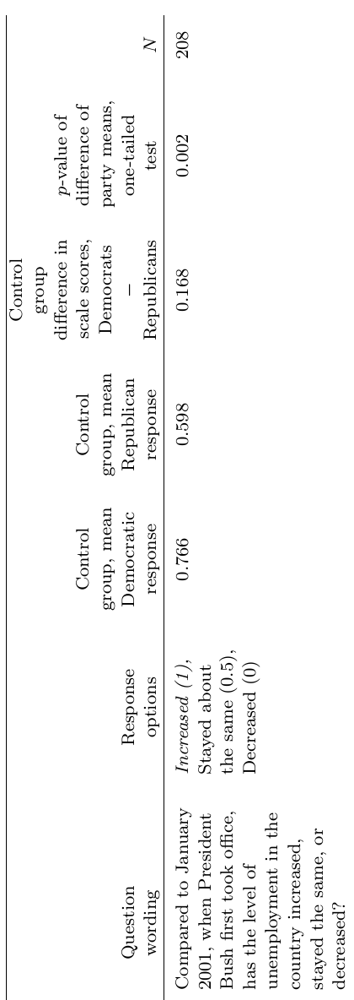 Question
wording
Response
options
Control
group, mean
Democratic
response
Control
group, mean
Republican
response
Control
group
difference in
scale scores,
Democrats
−
Republicans
p-value of
difference of
party means,
one-tailed
test
N
Compared to January
2001, when President
Bush first took office,
has the level of
unemployment in the
country increased,
stayed the same, or
decreased?
Increased (1),
Stayed about
the same (0.5),
Decreased (0)
0.766
0.598
0.168
0.002
208